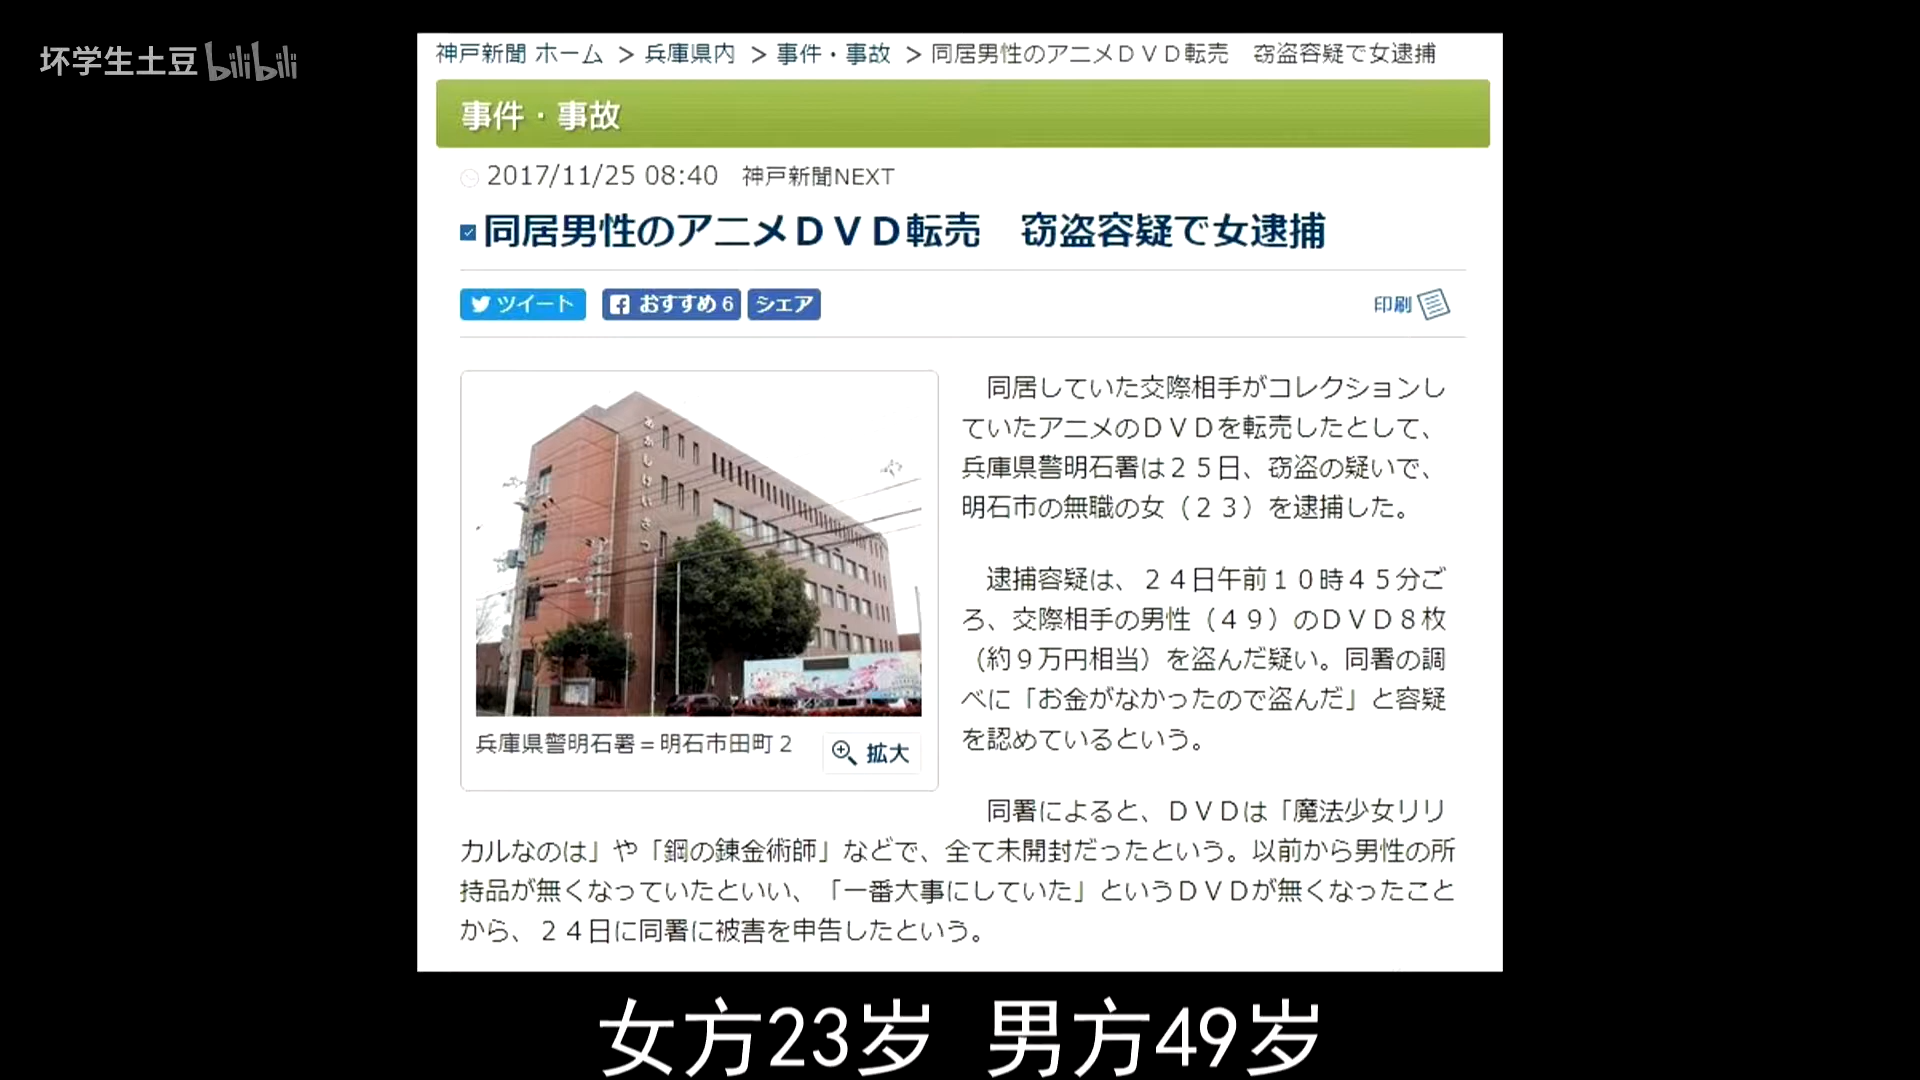 坏学生土豆 bilibili
神戸新聞 ホーム > 兵庫県内 > 事件・事故 > 同居男性のアニメＤＶＤ転売　窃盗容疑で女逮捕
事件・事故
2017/11/25 08:40 神戸新聞NEXT
同居男性のアニメＤＶＤ転売　窃盗容疑で女逮捕
ツイート おすすめ 6 シェア 印刷
あかしけいさつ
兵庫県警明石署＝明石市田町２
拡大
同居していた交際相手がコレクションし
ていたアニメのＤＶＤを転売したとして、
兵庫県警明石署は２５日、窃盗の疑いで、
明石市の無職の女（２３）を逮捕した。
逮捕容疑は、２４日午前１０時４５分ご
ろ、交際相手の男性（４９）のＤＶＤ８枚
（約９万円相当）を盗んだ疑い。同署の調
べに「お金がなかったので盗んだ」と容疑
を認めているという。
同署によると、ＤＶＤは「魔法少女リリ
カルなのは」や「鋼の錬金術師」などで、全て未開封だったという。以前から男性の所
持品が無くなっていたといい、「一番大事にしていた」というＤＶＤが無くなったこと
から、２４日に同署に被害を申告したという。
女方23岁 男方49岁